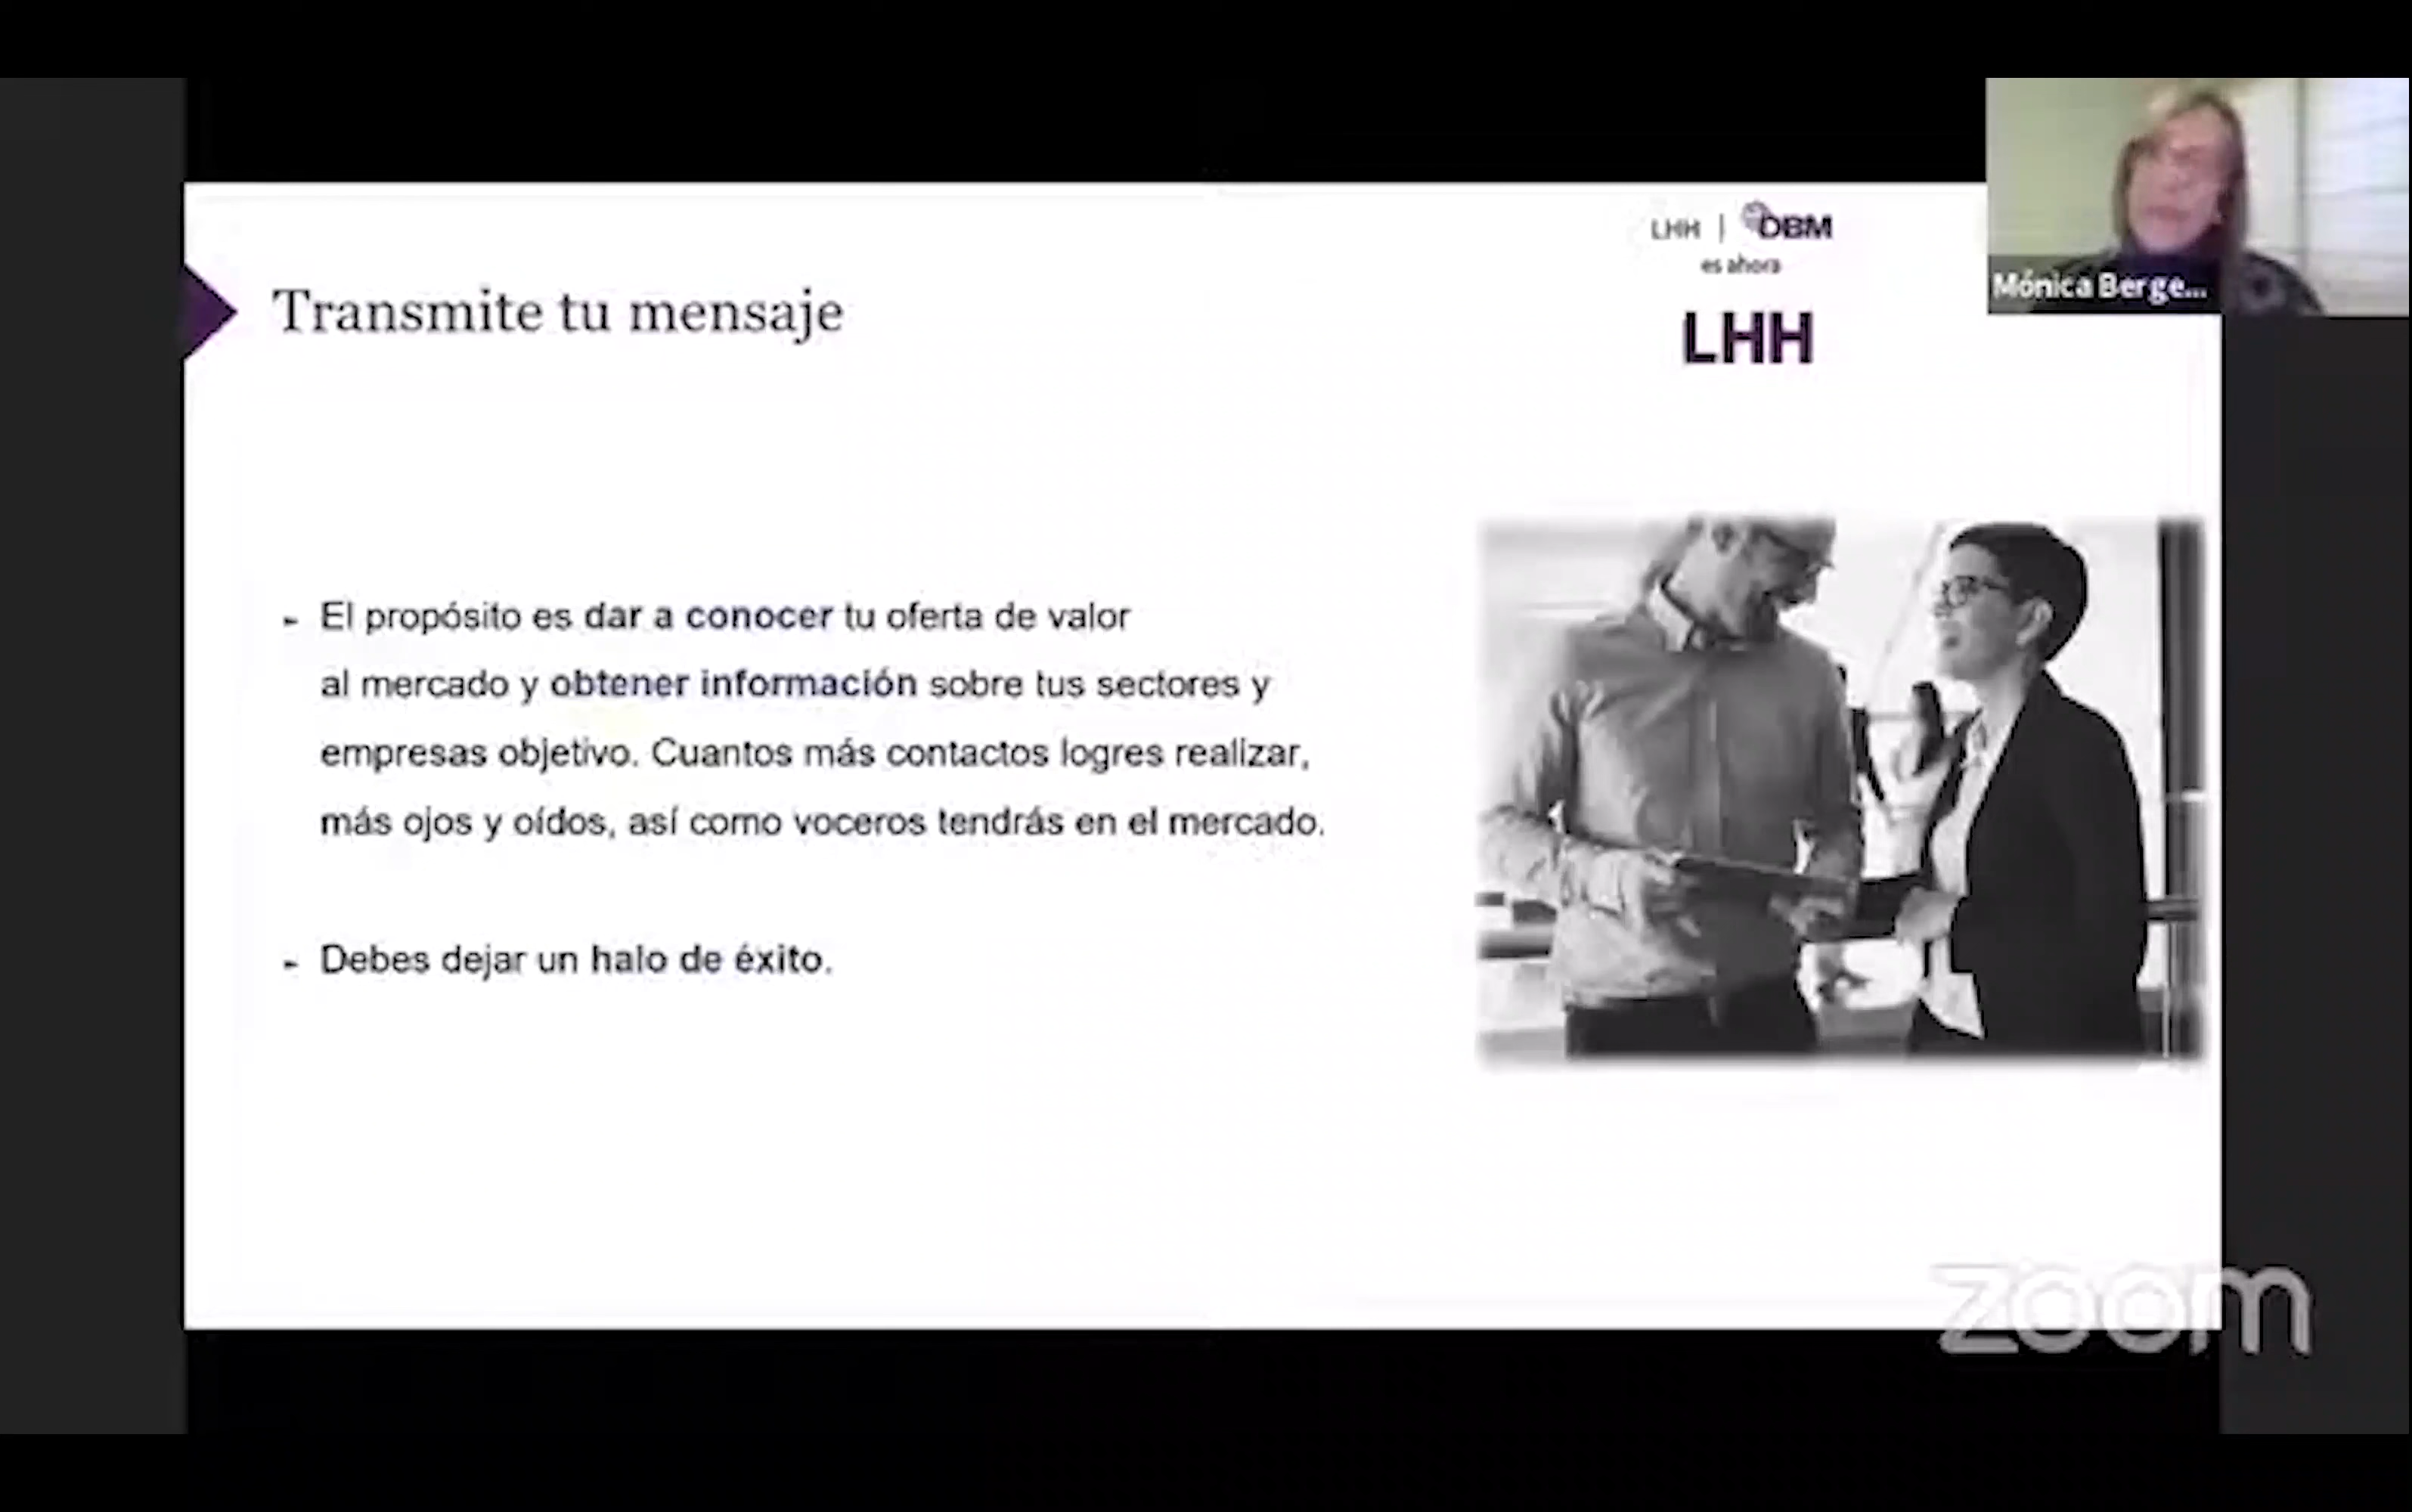 LHH | DBM
es ahora
LHH
Mónica Berge...
Transmite tu mensaje
El propósito es dar a conocer tu oferta de valor
al mercado y obtener información sobre tus sectores y
empresas objetivo. Cuantos más contactos logres realizar,
más ojos y oídos, así como voceros tendrás en el mercado.
Debes dejar un halo de éxito.
zoom